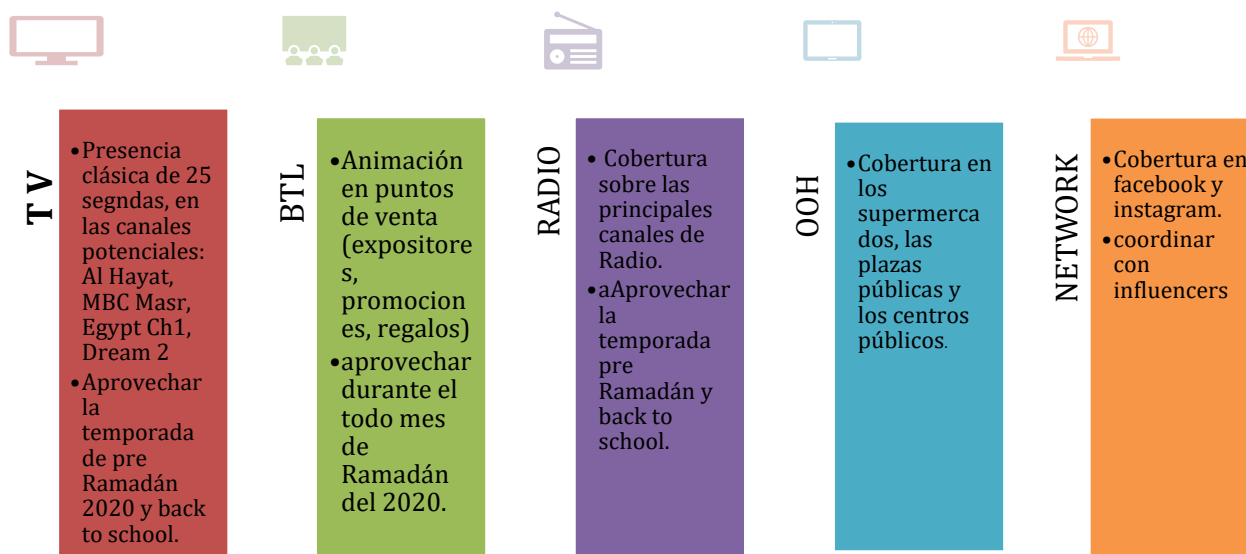 T V
•Presencia
clásica de 25
segndas, en
las canales
potenciales:
Al Hayat,
MBC Masr,
Egypt Ch1,
Dream 2
•Aprovechar
la
temporada
de pre
Ramadán
2020 y back
to school.
BTL
•Animación
en puntos
de venta
(expositore
s,
promocion
es, regalos)
•aprovechar
durante el
todo mes
de
Ramadán
del 2020.
RADIO
• Cobertura
sobre las
principales
canales de
Radio.
•aAprovechar
la
temporada
pre
Ramadán y
back to
school.
OOH
•Cobertura en
los
supermerca
dos, las
plazas
públicas y
los centros
públicos.
NETWORK
•Cobertura en
facebook y
instagram.
•coordinar
con
influencers